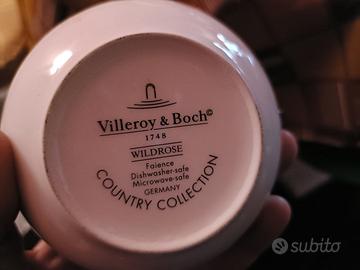 Villeroy & Boch©
1748
WILDROSE
Faience
Dishwasher-safe
Microwave-safe
GERMANY
COUNTRY COLLECTION
subito